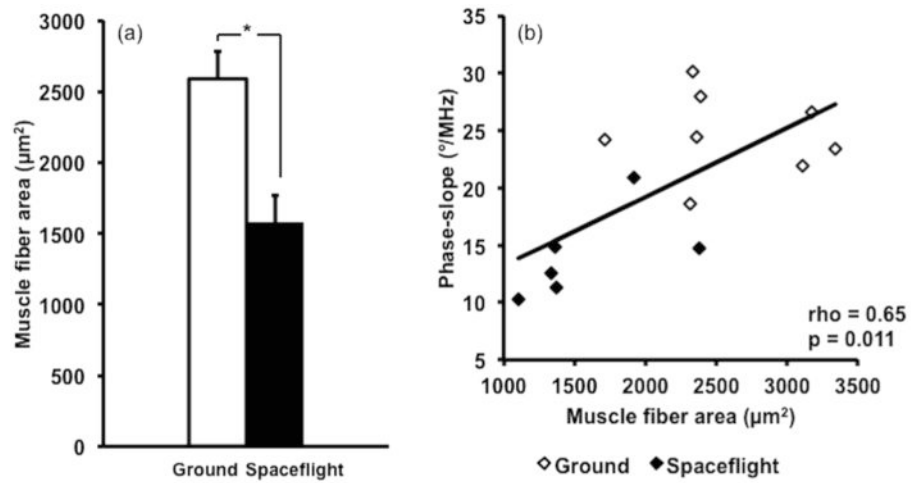 (a)
*
Muscle fiber area (µm²)
3000
2500
2000
1500
1000
500
0
Ground Spaceflight
(b)
Phase-slope (°/MHz)
35
30
25
20
15
10
5
rho = 0.65
p = 0.011
1000 1500 2000 2500 3000 3500
Muscle fiber area (µm²)
Ground Spaceflight